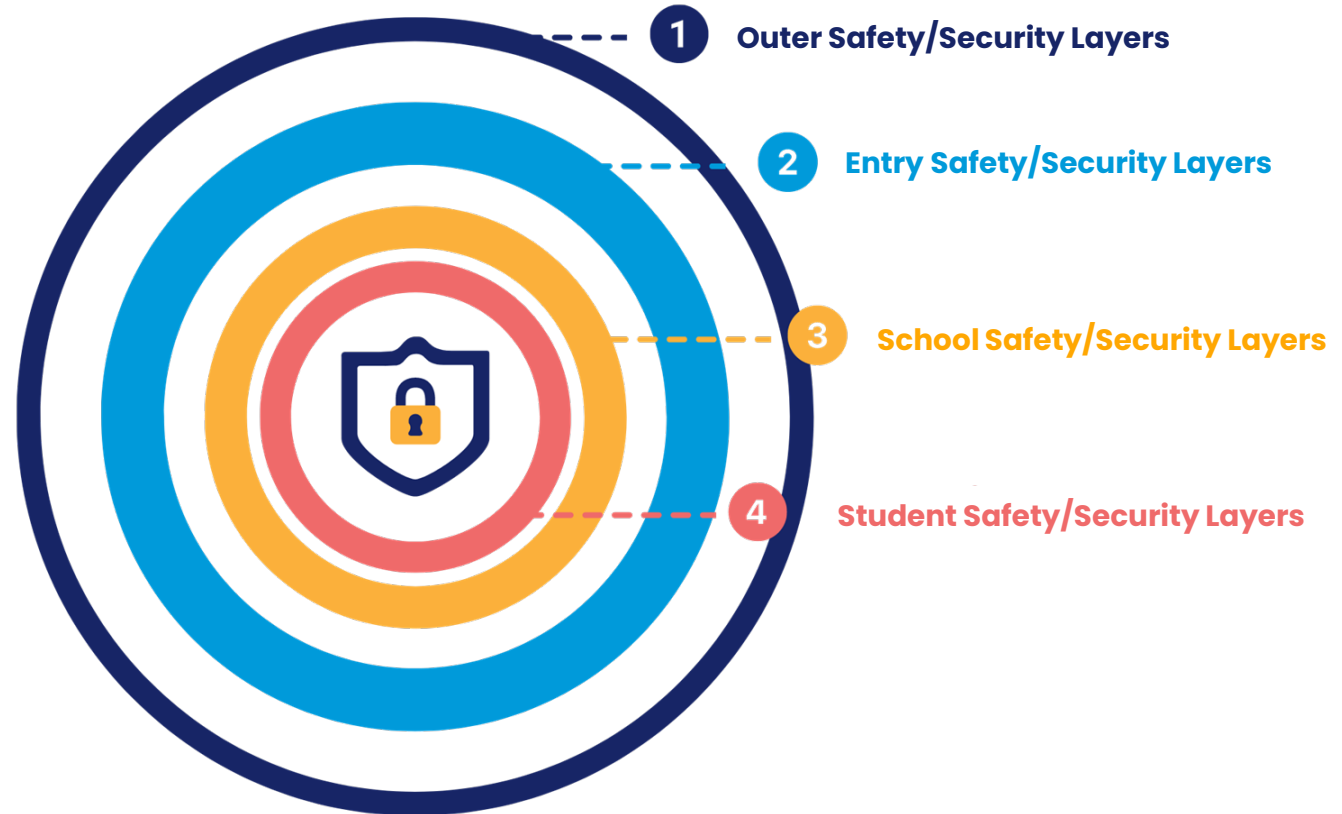 1 Outer Safety/Security Layers
2 Entry Safety/Security Layers
3 School Safety/Security Layers
4 Student Safety/Security Layers